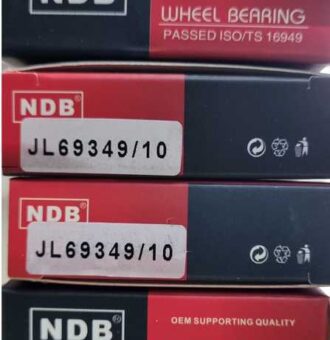 NDB
WHEEL BEARING
PASSED ISO/TS 16949
NDB®
JL69349/10
NDB®
JL69349/10
NDB®
OEM SUPPORTING QUALITY